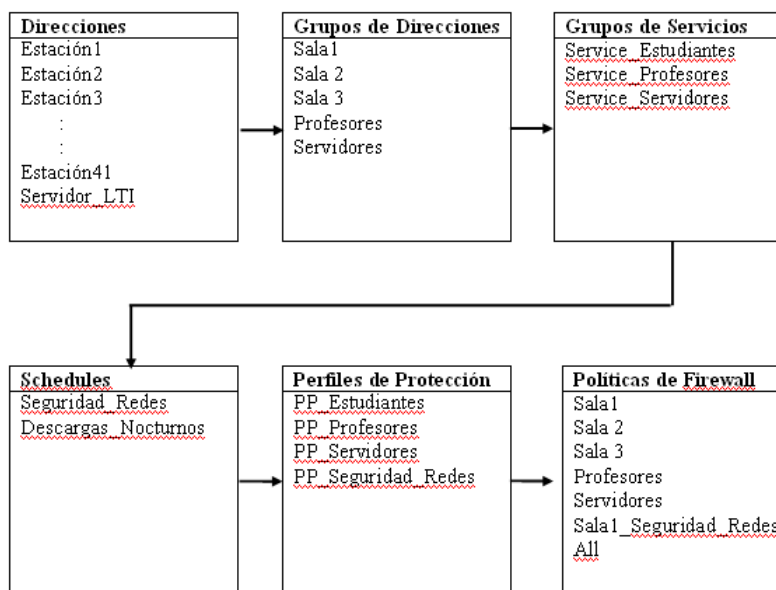 Direcciones
Estación1
Estación2
Estación3
:
:
Estación41
Servidor_LTI
Grupos de Direcciones
Sala1
Sala 2
Sala 3
Profesores
Servidores
Grupos de Servicios
Service_Estudiantes
Service_Profesores
Service_Servidores
Schedules
Seguridad_Redes
Descargas_Nocturnos
Perfiles de Protección
PP_Estudiantes
PP_Profesores
PP_Servidores
PP_Seguridad_Redes
Políticas de Firewall
Sala1
Sala 2
Sala 3
Profesores
Servidores
Sala1_Seguridad_Redes
All